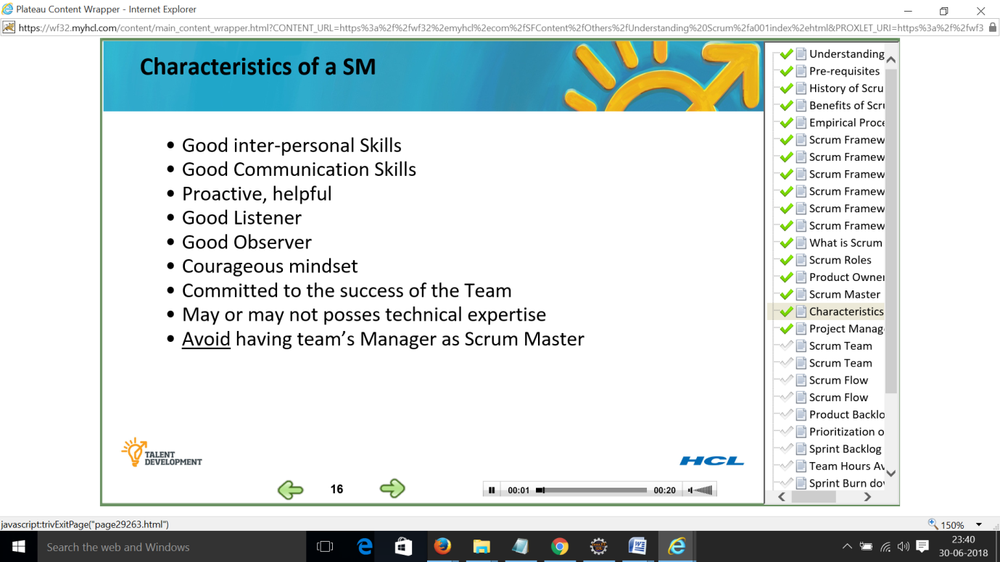 Plateau Content Wrapper - Internet Explorer
https://wf32.myhcl.com/content/main_content_wrapper.html?CONTENT_URL=https%3a%2f%2fwf32%2emyhcl%2ecom%2fSFContent%2fOthers%2fUnderstanding%20Scrum%2fa001index%2ehtml&PROXLET_URI=https%3a%2f%2fwf3
Characteristics of a SM
• Good inter-personal Skills
• Good Communication Skills
• Proactive, helpful
• Good Listener
• Good Observer
• Courageous mindset
• Committed to the success of the Team
• May or may not posses technical expertise
• Avoid having team's Manager as Scrum Master
TALENT
DEVELOPMENT
HCL
16
00:01
00:20
Understanding
Pre-requisites
History of Scru
Benefits of Scru
Empirical Proce
Scrum Framew
Scrum Framew
Scrum Framew
Scrum Framew
Scrum Framew
Scrum Framew
What is Scrum
Scrum Roles
Product Owner
Scrum Master
Characteristics
Project Manag
Scrum Team
Scrum Team
Scrum Flow
Scrum Flow
Product Backlo
Prioritization o
Sprint Backlog
Team Hours Av
Sprint Burn dov
javascript:trivExitPage("page29263.html")
150%
Search the web and Windows
23:40
30-06-2018